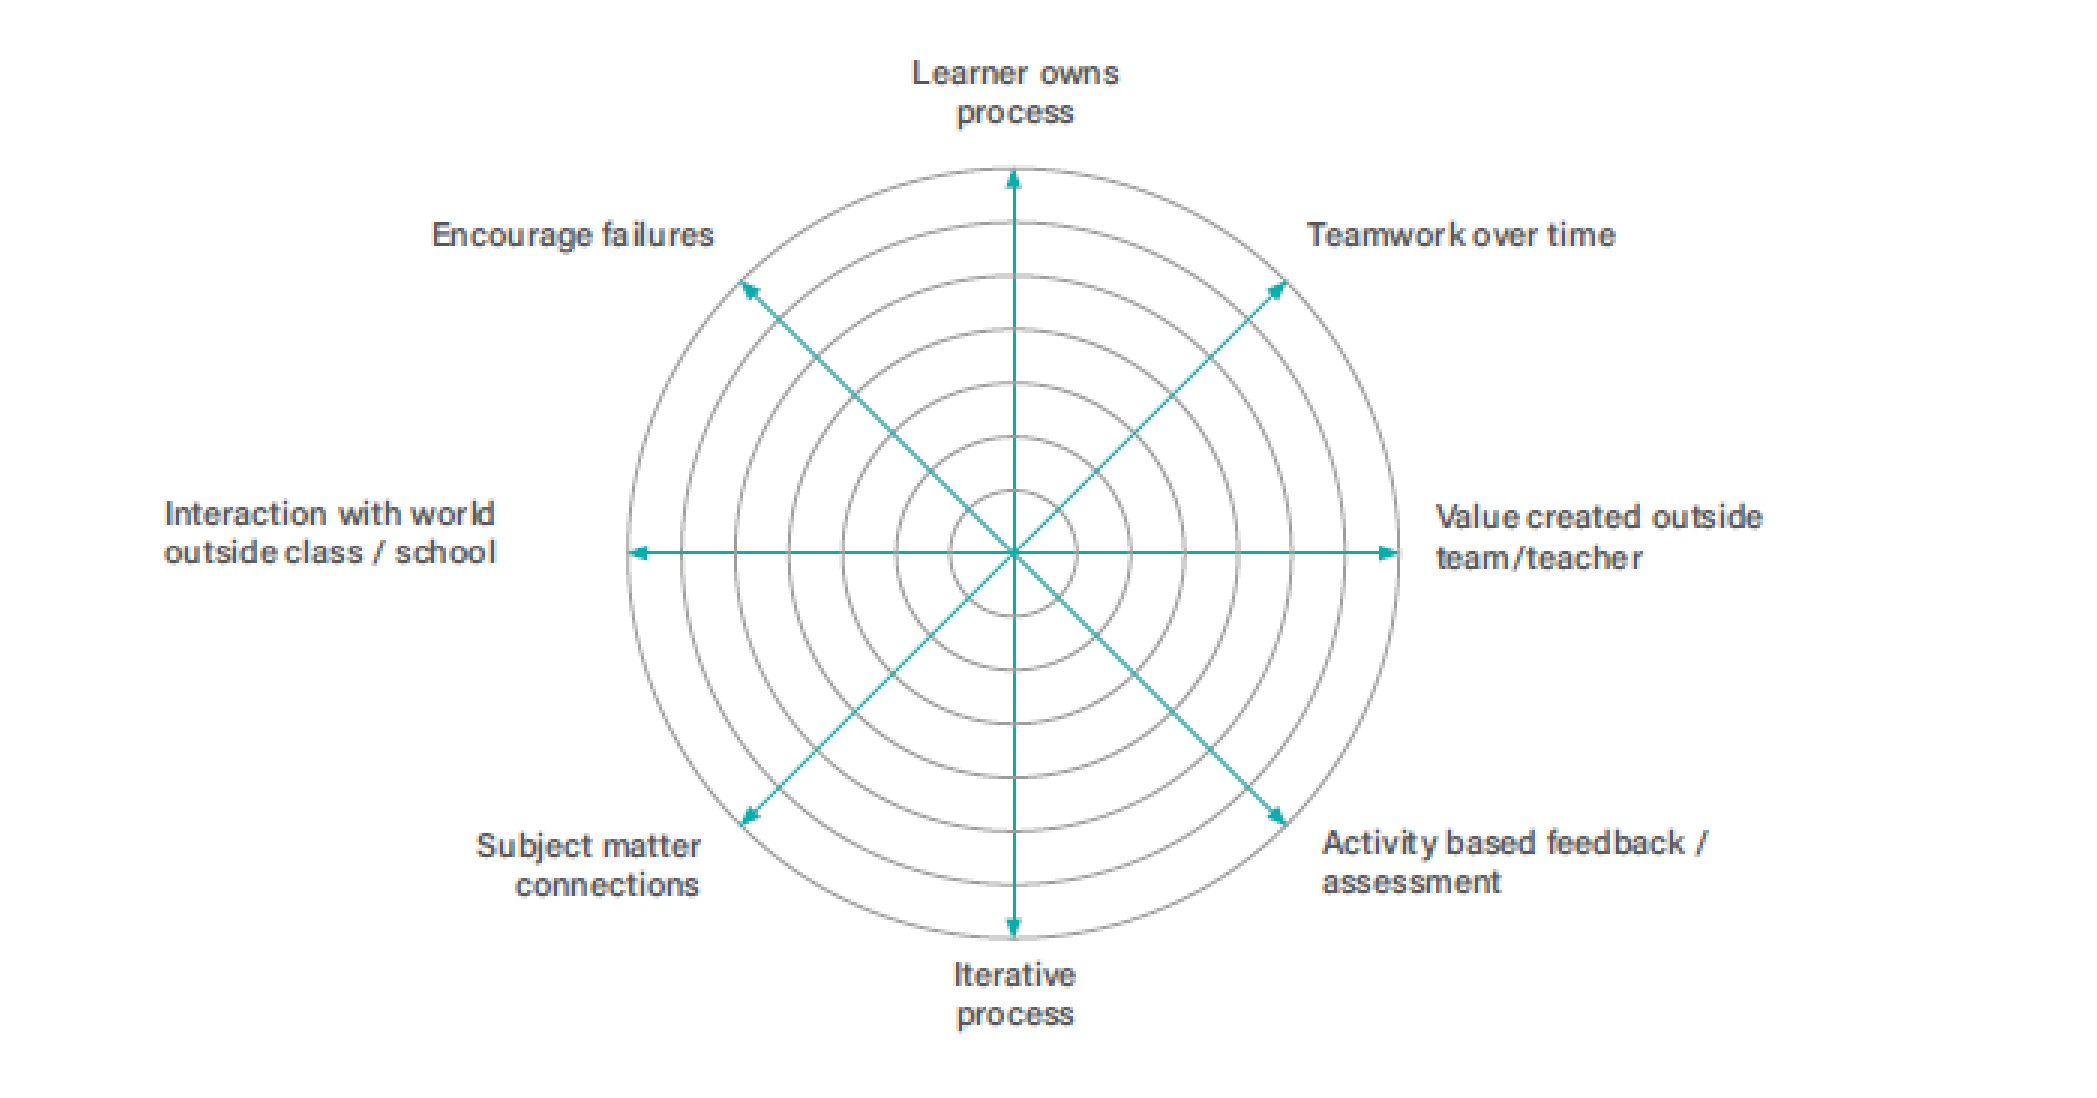 Learner owns
process
Encourage failures
Teamwork over time
Interaction with world
outside class / school
Value created outside
team/teacher
Subject matter
connections
Activity based feedback /
assessment
Iterative
process